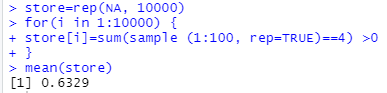 > store=rep(NA, 10000)
> for(i in 1:10000) {
+ store[i]=sum(sample (1:100, rep=TRUE)==4) >0
+ }
> mean(store)
[1] 0.6329